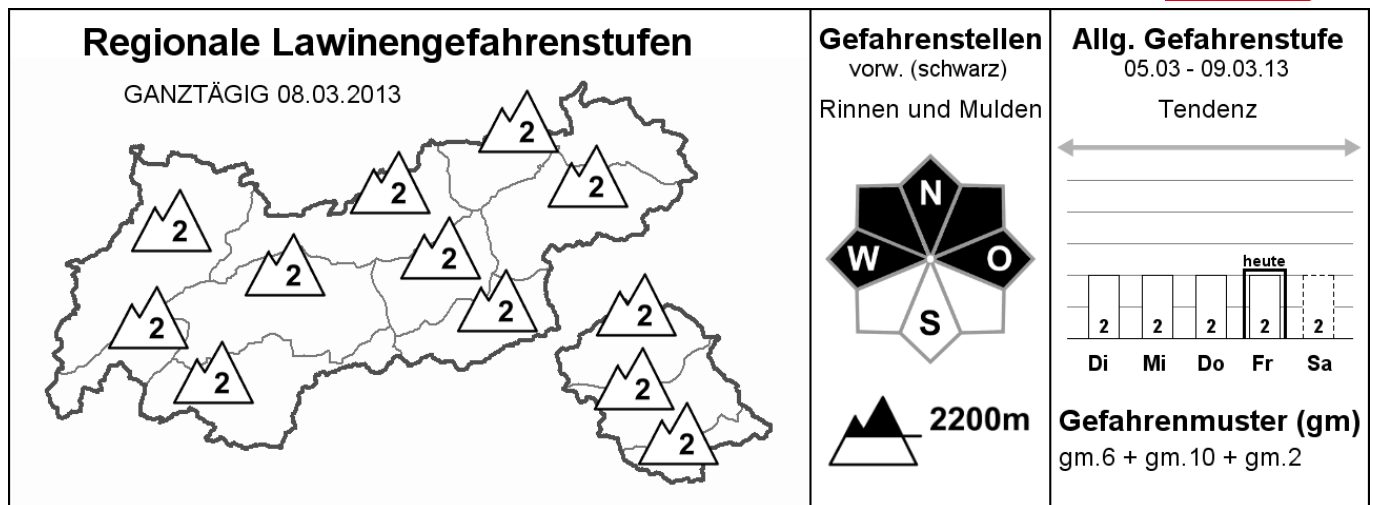 Regionale Lawinengefahrenstufen
GANZTÄGIG 08.03.2013
2
2
2
2
2
2
2
2
2
2
2
2
Gefahrenstellen
vorw. (schwarz)
Rinnen und Mulden
N
W
O
S
2200m
Allg. Gefahrenstufe
05.03 - 09.03.13
Tendenz
heute
2 2 2 2 2
Di Mi Do Fr Sa
Gefahrenmuster (gm)
gm.6 + gm.10 + gm.2